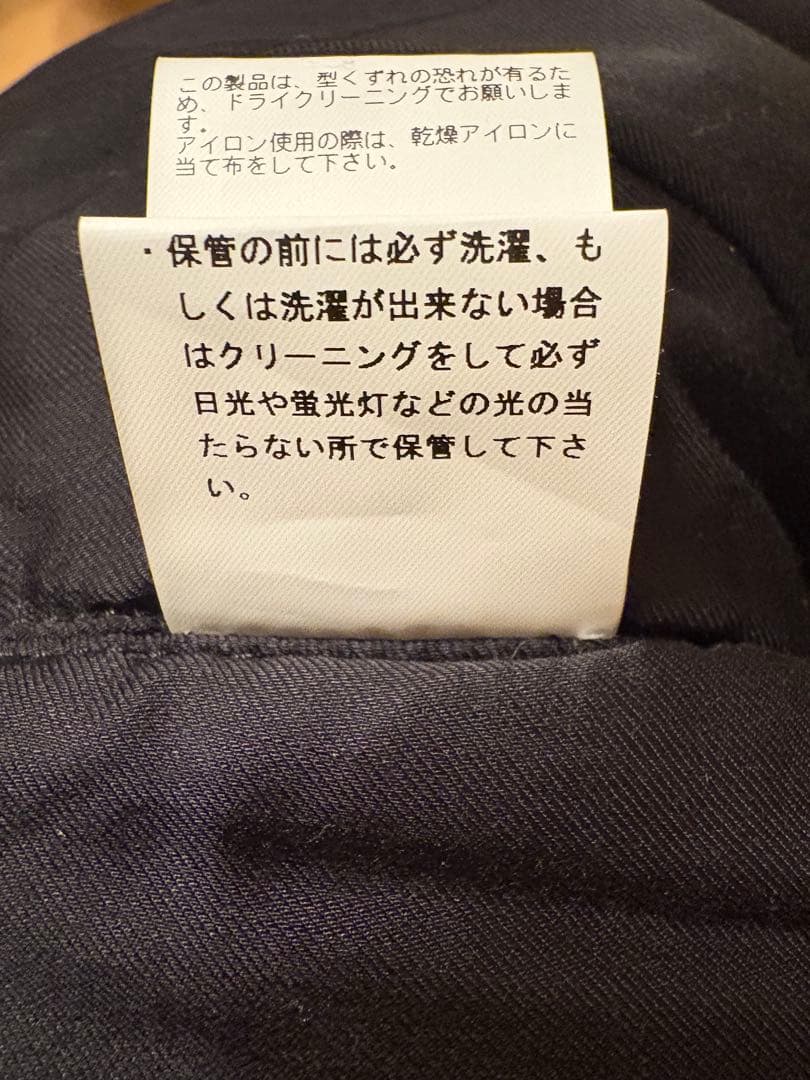 この製品は、型くずれの恐れが有るた
め、ドライクリーニングでお願いしま
す。
アイロン使用の際は、乾燥アイロンに
当て布をして下さい。
・保管の前には必ず洗濯、も
しくは洗濯が出来ない場合
はクリーニングをして必ず
日光や蛍光灯などの光の当
たらない所で保管して下さ
い。